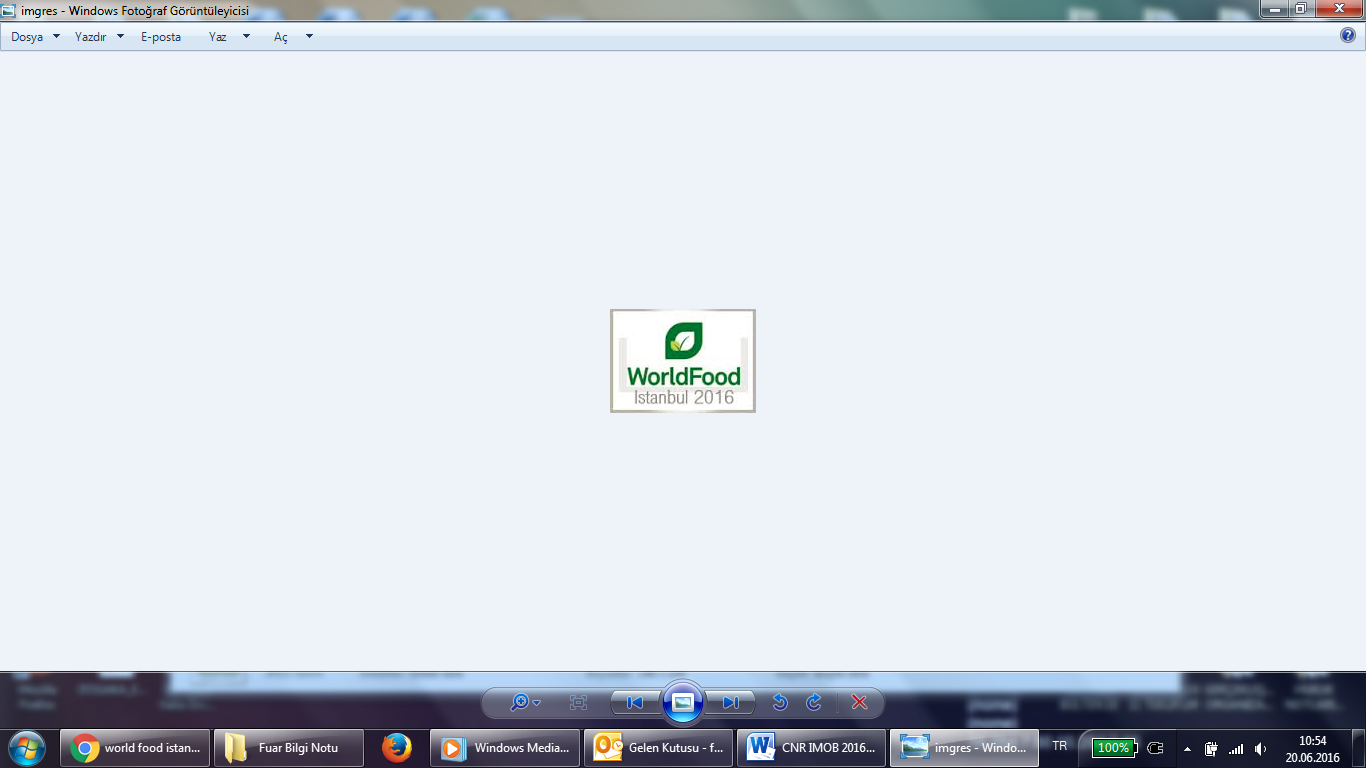 imgres - Windows Fotoğraf Görüntüleyicisi
Dosya Yazdır E-posta Yaz Aç
WorldFood
Istanbul 2016
world food istan...
Fuar Bilgi Notu
Windows Media...
Gelen Kutusu - f...
CNR IMOB 2016...
imgres - Windo...
TR
100%
10:54
20.06.2016